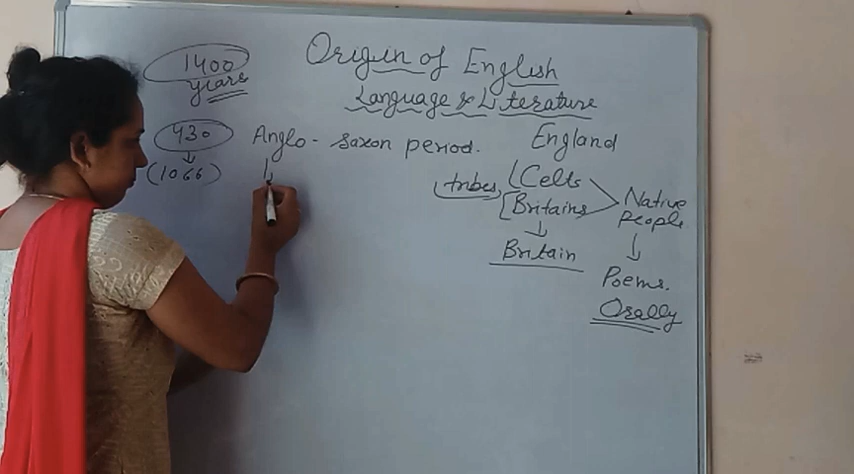 Origin of English
Language & Literature
1400
years
430
(1066)
Anglo-Saxon period.
England
(tribes,
Celts
Britains
Native
People
Britain
Poems.
Orally